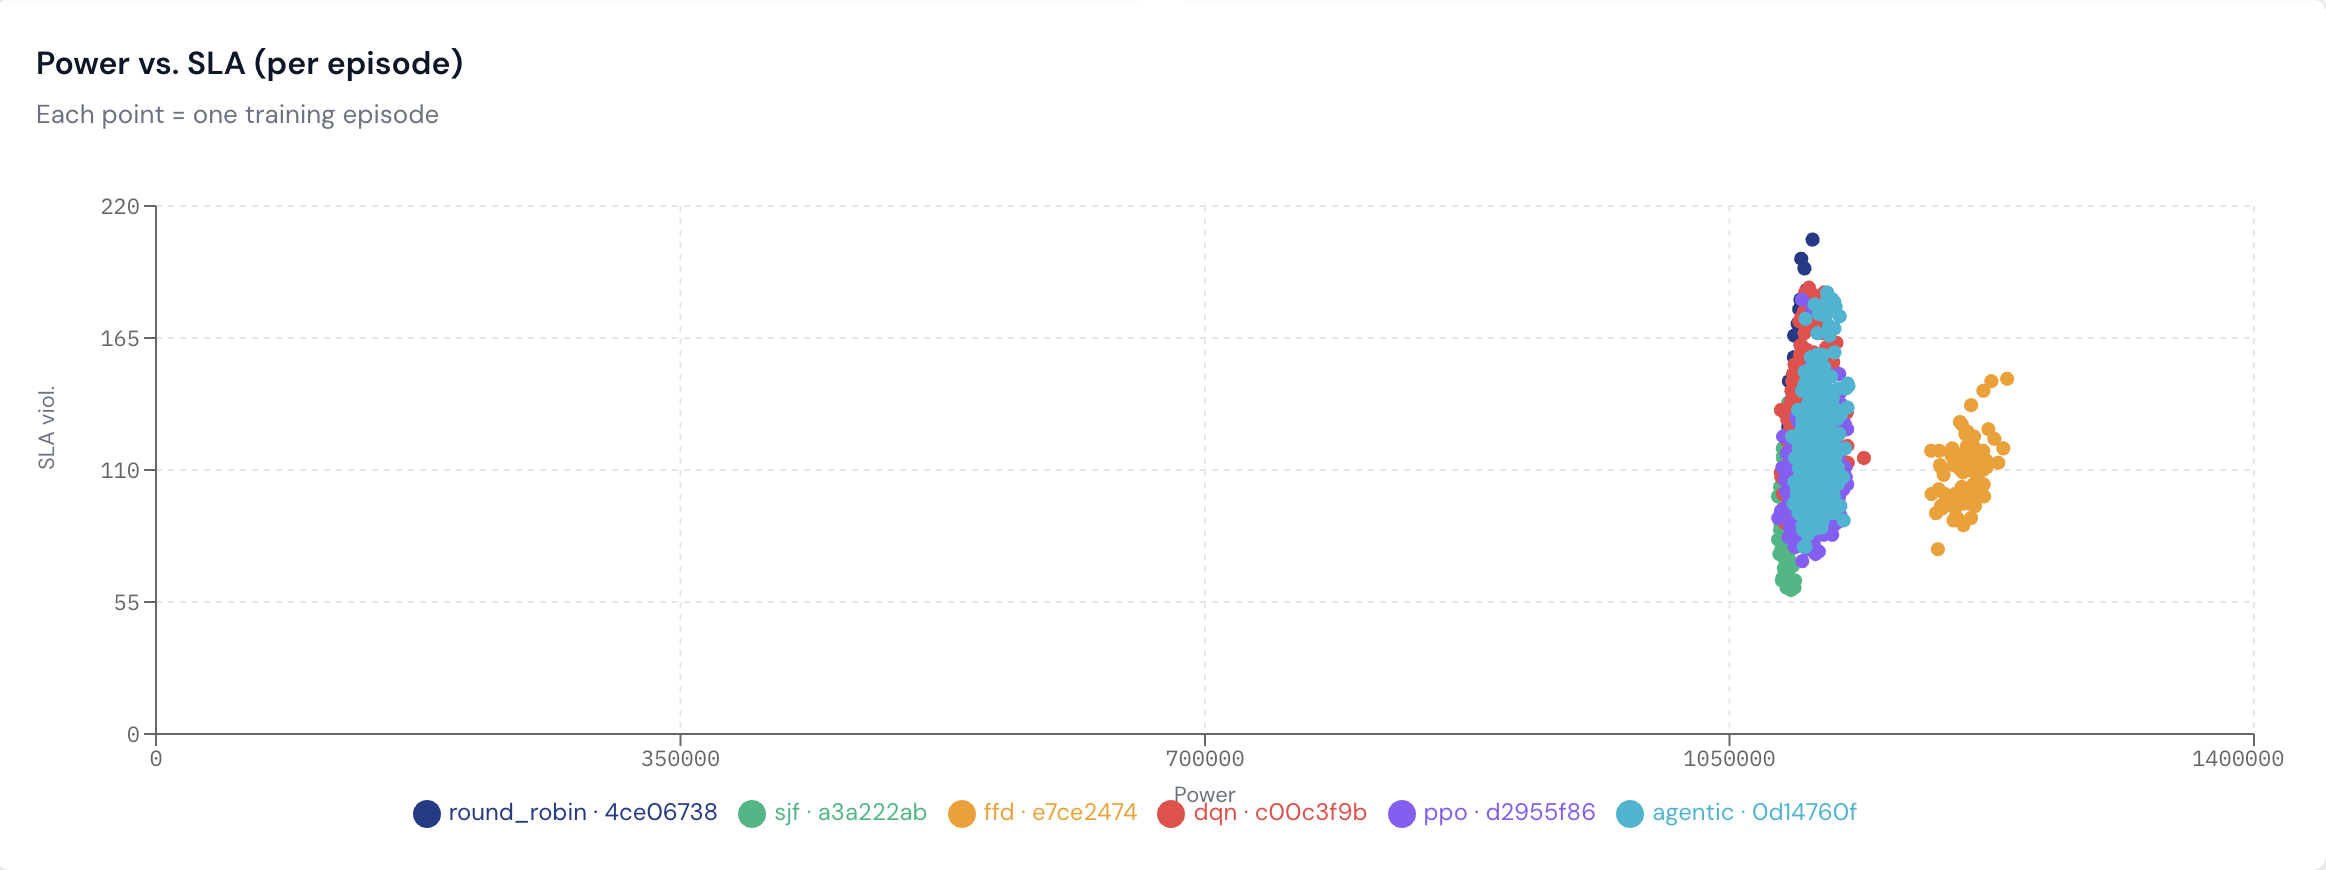 Power vs. SLA (per episode)
Each point = one training episode
220
165
110
55
0
SLA viol.
0 350000 700000 1050000 1400000
Power
round_robin · 4ce06738 sjf · a3a222ab ffd · e7ce2474 dqn · c00c3f9b ppo · d2955f86 agentic · 0d14760f